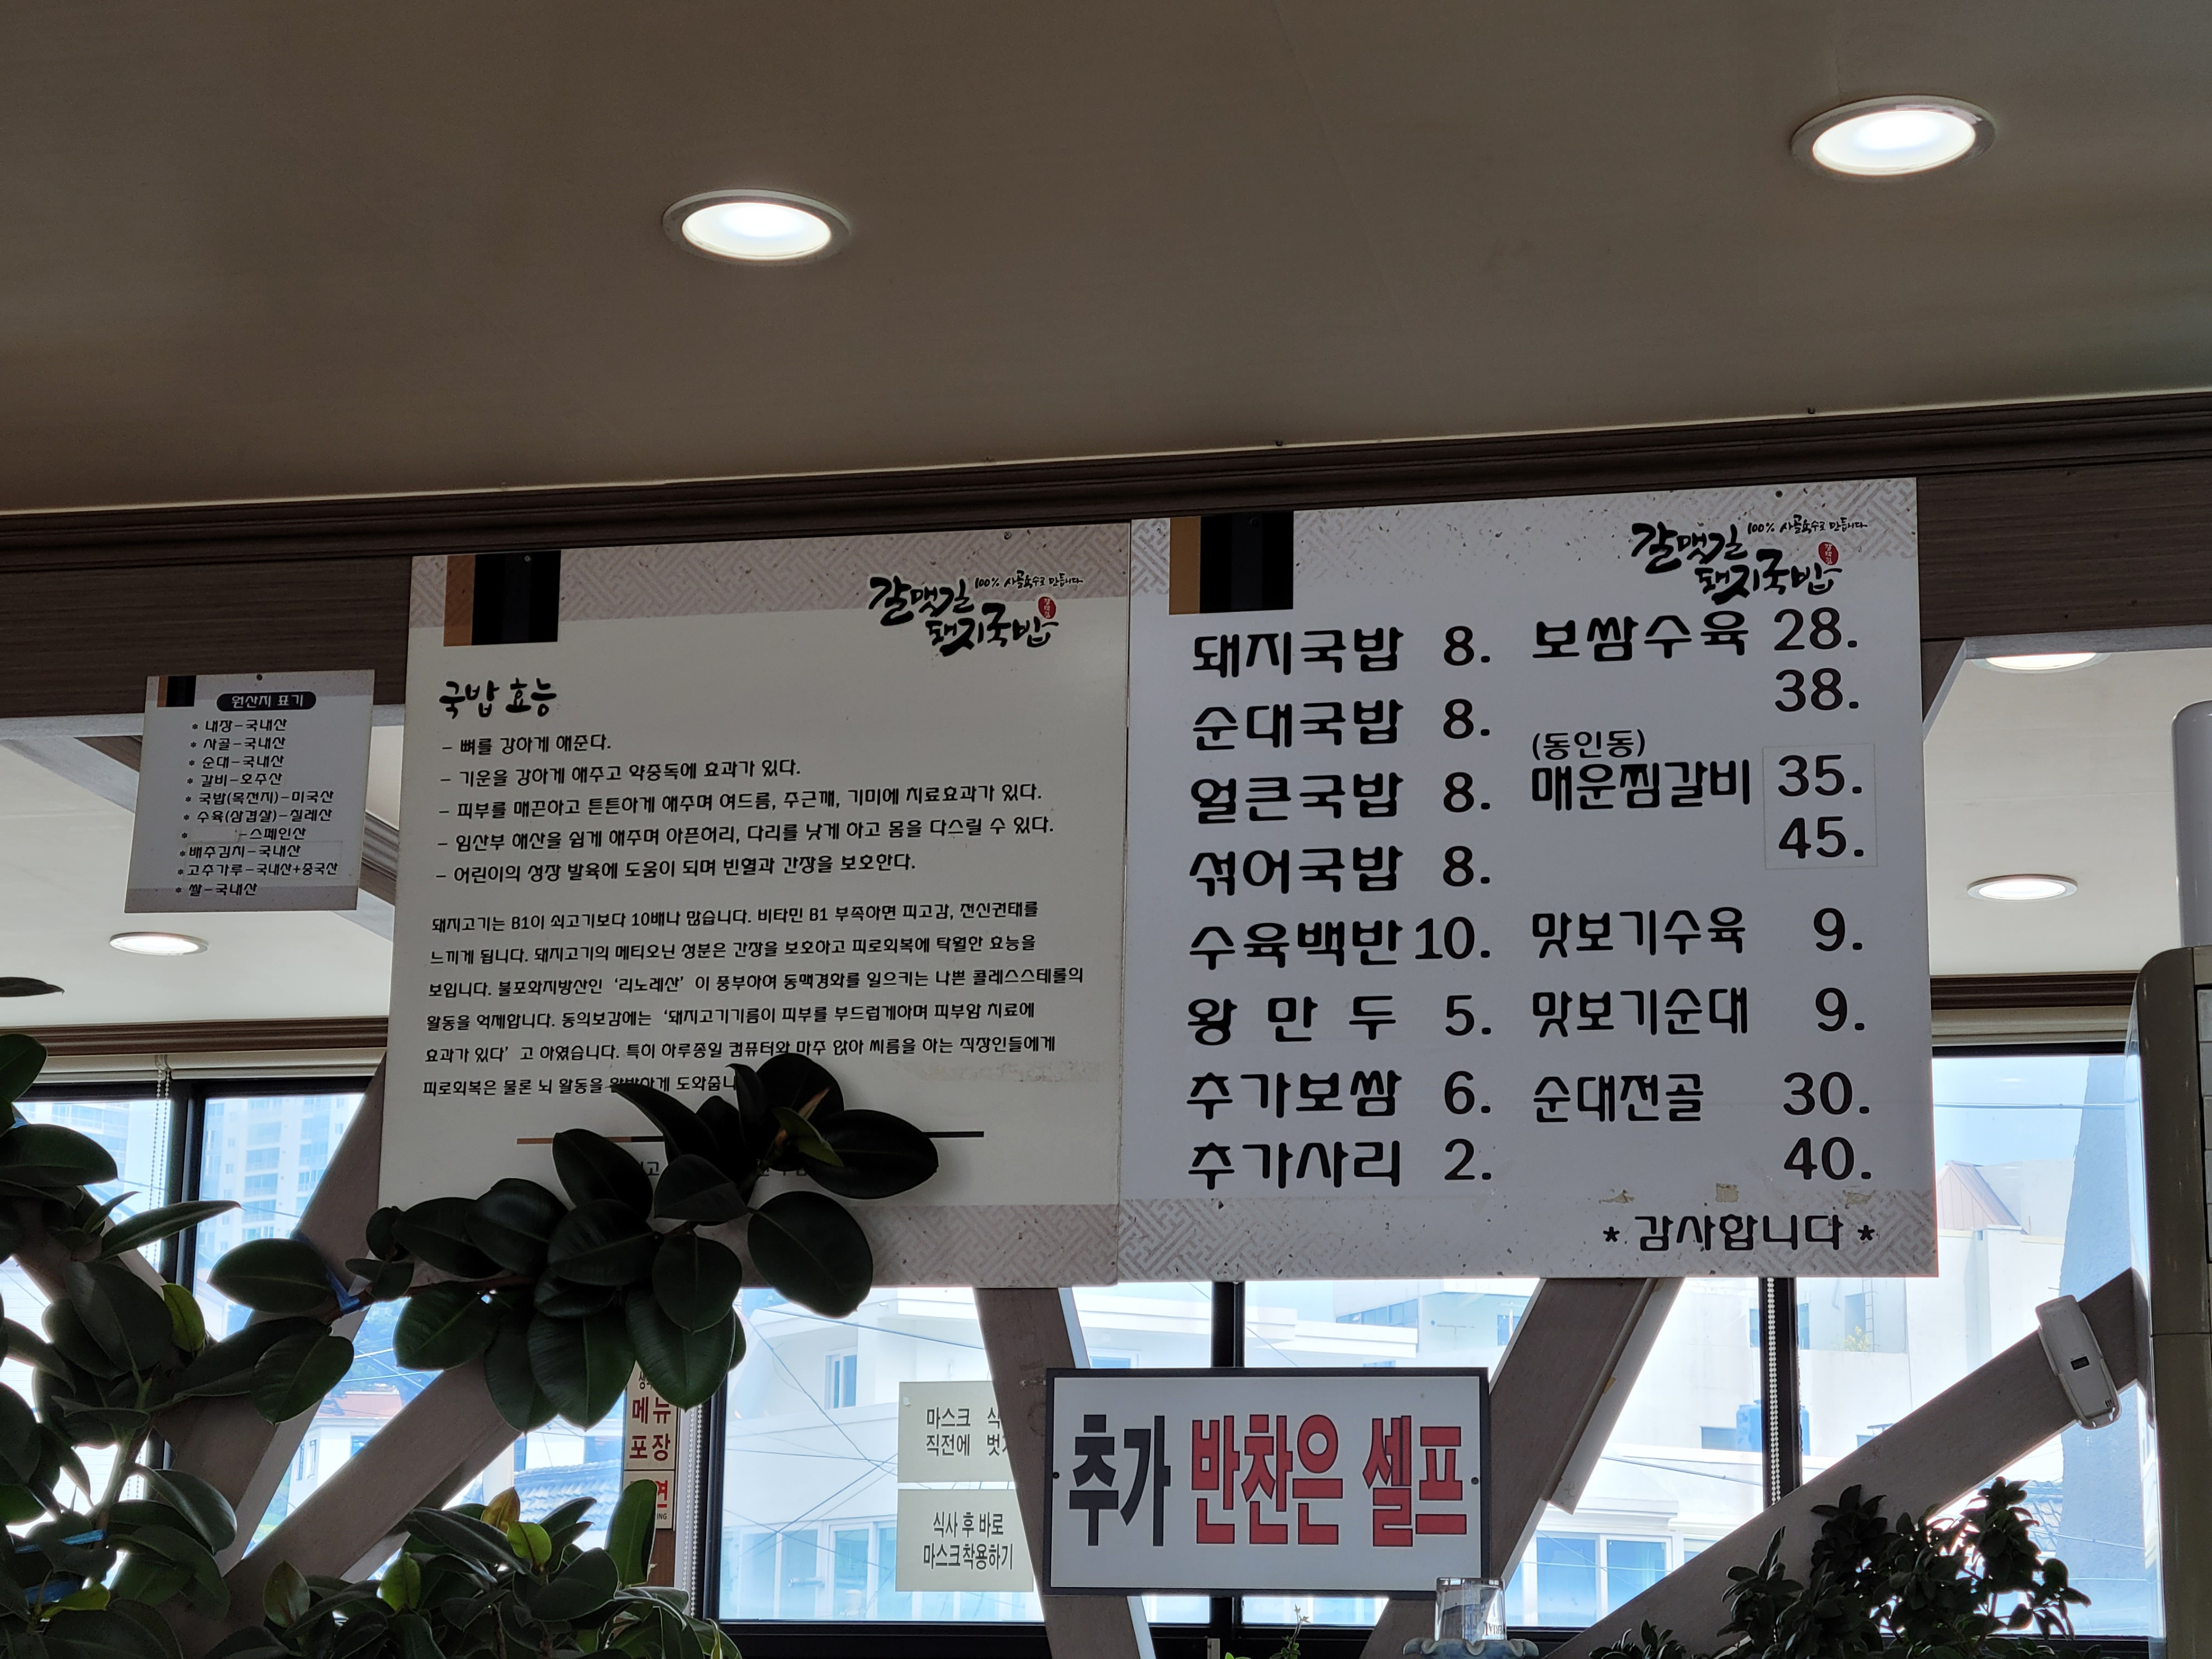 원산지 표기
* 내장-국내산
* 사골-국내산
* 순대-국내산
* 갈비-호주산
* 국밥(목전지)-미국산
* 수육(삼겹살)-칠레산
* -스페인산
* 배추김치-국내산
* 고추가루-국내산+중국산
* 쌀-국내산
갈맷길 100% 사골육수로 만듭니다
돼지국밥
국밥 효능
- 뼈를 강하게 해준다.
- 기운을 강하게 해주고 약중독에 효과가 있다.
- 피부를 매끈하고 튼튼하게 해주며 여드름, 주근깨, 기미에 치료효과가 있다.
- 임산부 해산을 쉽게 해주며 아픈허리, 다리를 낫게 하고 몸을 다스릴 수 있다.
- 어린이의 성장 발육에 도움이 되며 빈혈과 간장을 보호한다.
돼지고기는 B1이 쇠고기보다 10배나 많습니다. 비타민 B1 부족하면 피고감, 전신권태를
느끼게 됩니다. 돼지고기의 메티오닌 성분은 간장을 보호하고 피로회복에 탁월한 효능을
보입니다. 불포화지방산인 '리노레산' 이 풍부하여 동맥경화를 일으키는 나쁜 콜레스스테롤의
활동을 억제합니다. 동의보감에는 '돼지고기기름이 피부를 부드럽게하며 피부암 치료에
효과가 있다' 고 하였습니다. 특히 하루종일 컴퓨터와 마주 앉아 씨름을 하는 직장인들에게
피로회복은 물론 뇌 활동을 활발하게 도와줍니
갈맷길 100% 사골육수로 만듭니다
돼지국밥
돼지국밥 8.
순대국밥 8.
얼큰국밥 8.
섞어국밥 8.
수육백반 10.
왕 만 두 5.
추가보쌈 6.
추가사리 2.
보쌈수육 28.
38.
(동인동)
매운찜갈비 35.
45.
맛보기수육 9.
맛보기순대 9.
순대전골 30.
40.
* 감사합니다 *
메뉴
포장
마스크
직전에
식사 후 바로
마스크착용하기
추가 반찬은 셀프